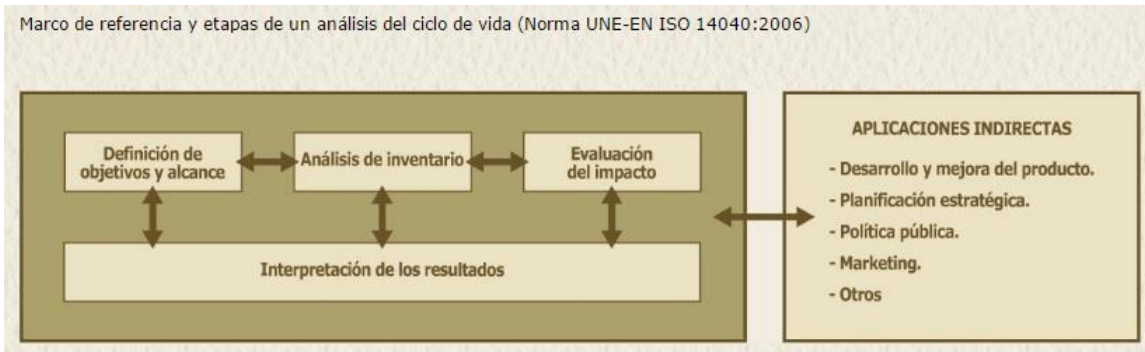 Marco de referencia y etapas de un análisis del ciclo de vida (Norma UNE-EN ISO 14040:2006)
Definición de
objetivos y alcance
Análisis de inventario
Evaluación
del impacto
Interpretación de los resultados
APLICACIONES INDIRECTAS
- Desarrollo y mejora del producto.
- Planificación estratégica.
- Política pública.
- Marketing.
- Otros